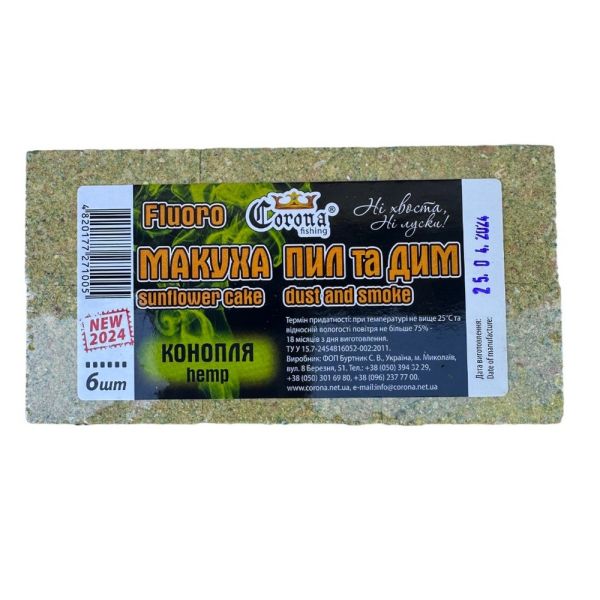 Fluoro
Corona®
fishing
Ні хвоста,
Ні луски!
МАКУХА ПИЛ та ДИМ
sunflower cake dust and smoke
КОНОПЛЯ
hemp
NEW
2024
6шт
4820177271005
Термін придатності: при температурі не вище 25°С та
відносній вологості повітря не більше 75% -
18 місяців з дня виготовлення.
ТУ У 15.7-2454816052-002:2011.
Виробник: ФОП Буртник С. В., Україна, м. Миколаїв,
вул. 8 Березня, 51. Тел.: +38 (050) 394 32 29,
+38 (050) 301 69 80, +38 (096) 237 77 00.
www.corona.net.ua, e-mail:info@corona.net.ua
Дата виготовлення:
Date of manufacture:
25.04.2024